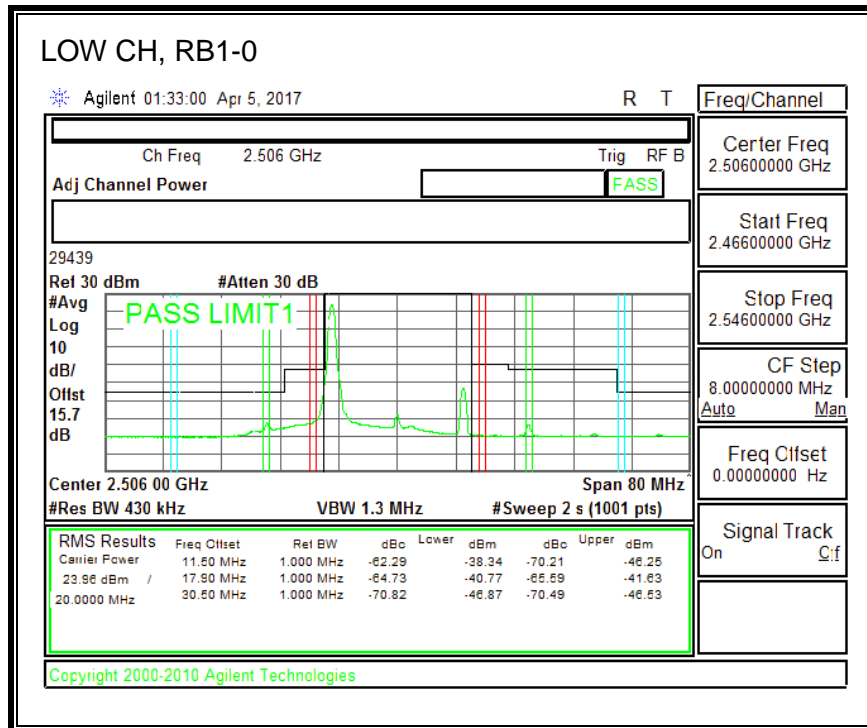 LOW CH, RB1-0
Agilent 01:33:00 Apr 5, 2017 R T
Freq/Channel
Ch Freq 2.506 GHz Trig RF B
Adj Channel Power PASS
Center Freq
2.50600000 GHz
Start Freq
2.46600000 GHz
29439
Ref 30 dBm #Atten 30 dB
#Avg
Log
10
dB/
Offst
15.7
dB
PASS LIMIT1
Stop Freq
2.54600000 GHz
CF Step
8.00000000 MHz
Auto Man
Freq Offset
0.00000000 Hz
Center 2.506 00 GHz Span 80 MHz
#Res BW 430 kHz VBW 1.3 MHz #Sweep 2 s (1001 pts)
Signal Track
On Off
RMS Results Freq Offset Ref BW dBc Lower dBm dBc Upper dBm
Carrier Power 11.50 MHz 1.000 MHz -62.29 -38.34 -70.21 -46.25
23.96 dBm / 17.90 MHz 1.000 MHz -64.73 -40.77 -65.59 -41.63
20.0000 MHz 30.50 MHz 1.000 MHz -70.82 -46.87 -70.49 -46.53
Copyright 2000-2010 Agilent Technologies